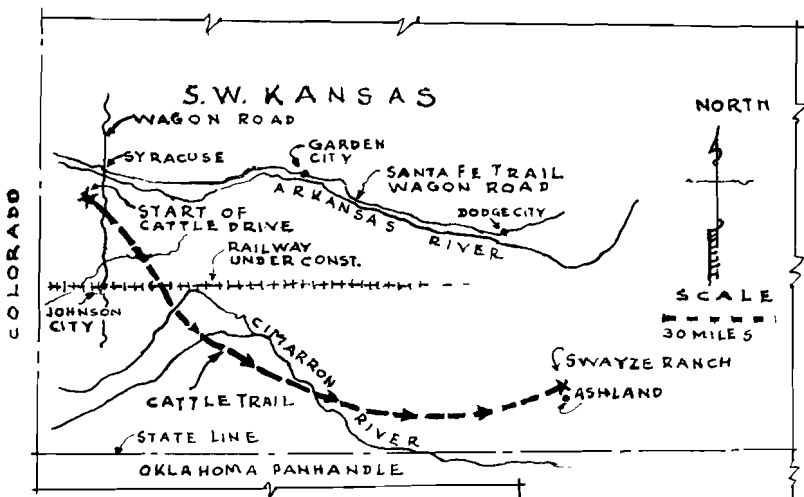 S.W. KANSAS
WAGON ROAD
NORTH
SYRACUSE
GARDEN
CITY
SANTA FE TRAIL
WAGON ROAD
ARKANSAS
RIVER
DODGE CITY
START OF
CATTLE DRIVE
RAILWAY
UNDER CONST.
COLORADO
JOHNSON
CITY
SCALE
30 MILES
CIMARRON
RIVER
SWAYZE RANCH
ASHLAND
CATTLE TRAIL
STATE LINE
OKLAHOMA PANHANDLE